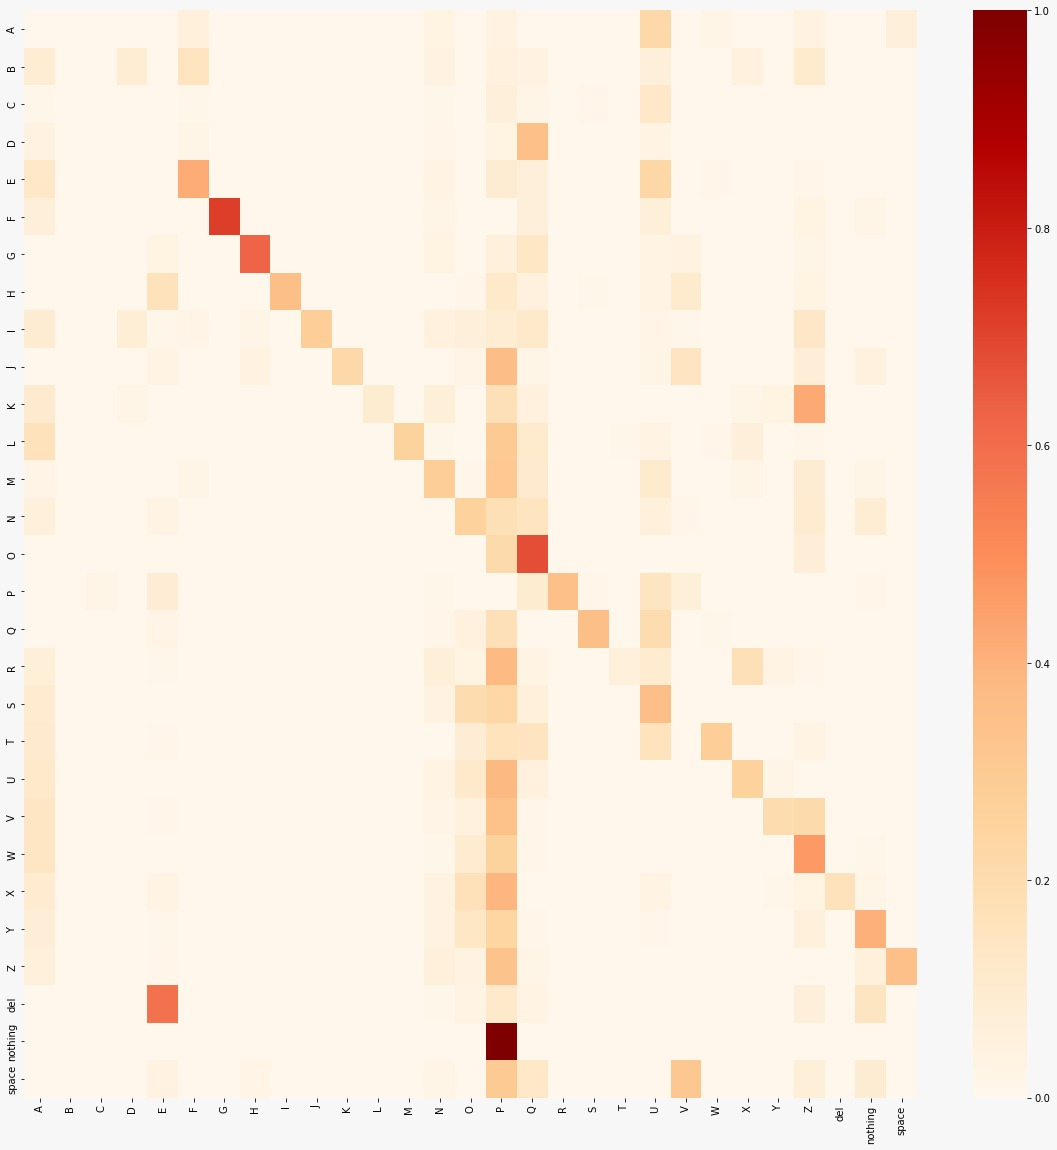 A
B
C
D
E
F
G
H
I
J
K
L
M
N
O
P
Q
R
S
T
U
V
W
X
Y
Z
del
nothing
space
A B C D E F G H I J K L M N O P Q R S T U V W X Y Z del nothing space
1.0
0.8
0.6
0.4
0.2
0.0